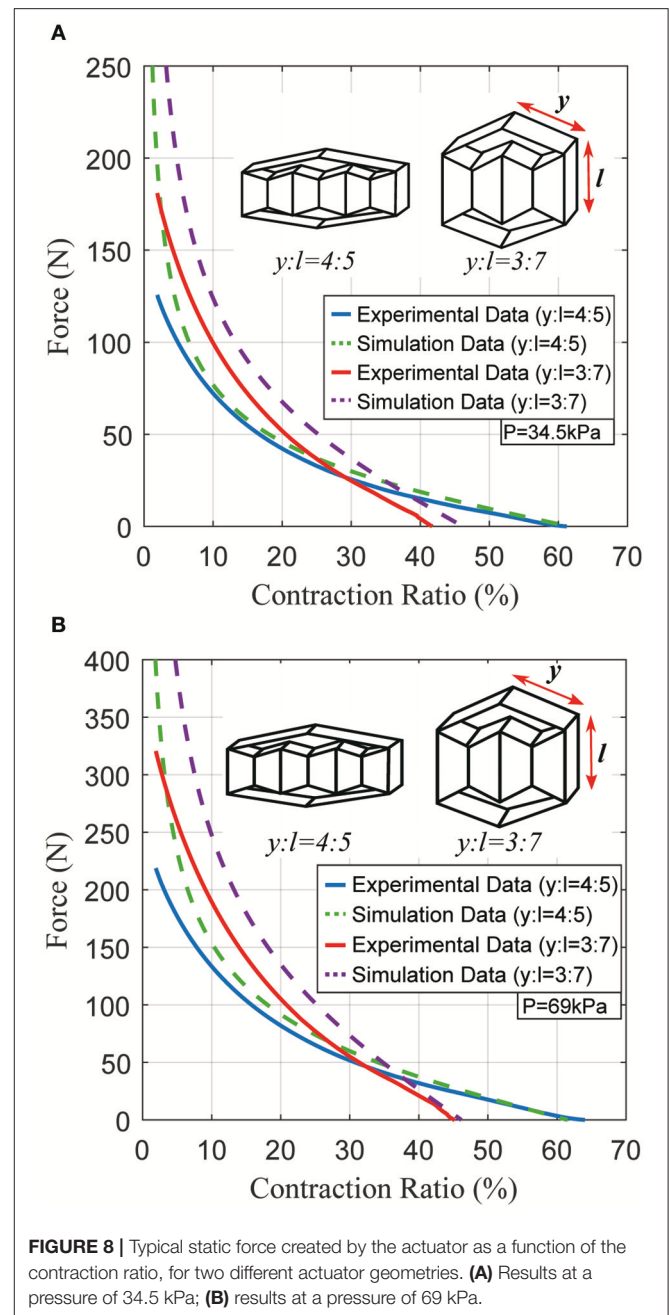 A
250
200
150
100
50
0
Force (N)
y
l
y:l=4:5
y:l=3:7
Experimental Data (y:l=4:5)
Simulation Data (y:l=4:5)
Experimental Data (y:l=3:7)
Simulation Data (y:l=3:7)
P=34.5kPa
0 10 20 30 40 50 60 70
Contraction Ratio (%)
B
400
350
300
250
200
150
100
50
0
Force (N)
y
l
y:l=4:5
y:l=3:7
Experimental Data (y:l=4:5)
Simulation Data (y:l=4:5)
Experimental Data (y:l=3:7)
Simulation Data (y:l=3:7)
P=69kPa
0 10 20 30 40 50 60 70
Contraction Ratio (%)
FIGURE 8 | Typical static force created by the actuator as a function of the
contraction ratio, for two different actuator geometries. (A) Results at a
pressure of 34.5 kPa; (B) results at a pressure of 69 kPa.